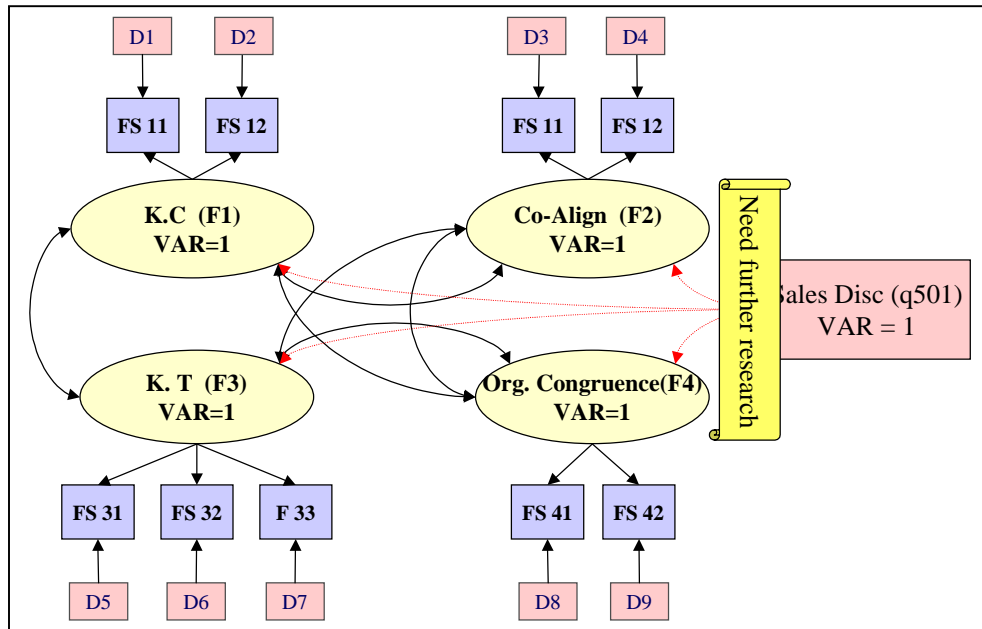 D1
D2
D3
D4
FS 11
FS 12
FS 11
FS 12
K.C (F1)
VAR=1
Co-Align (F2)
VAR=1
Need further research
Sales Disc (q501)
VAR = 1
K. T (F3)
VAR=1
Org. Congruence(F4)
VAR=1
FS 31
FS 32
F 33
FS 41
FS 42
D5
D6
D7
D8
D9